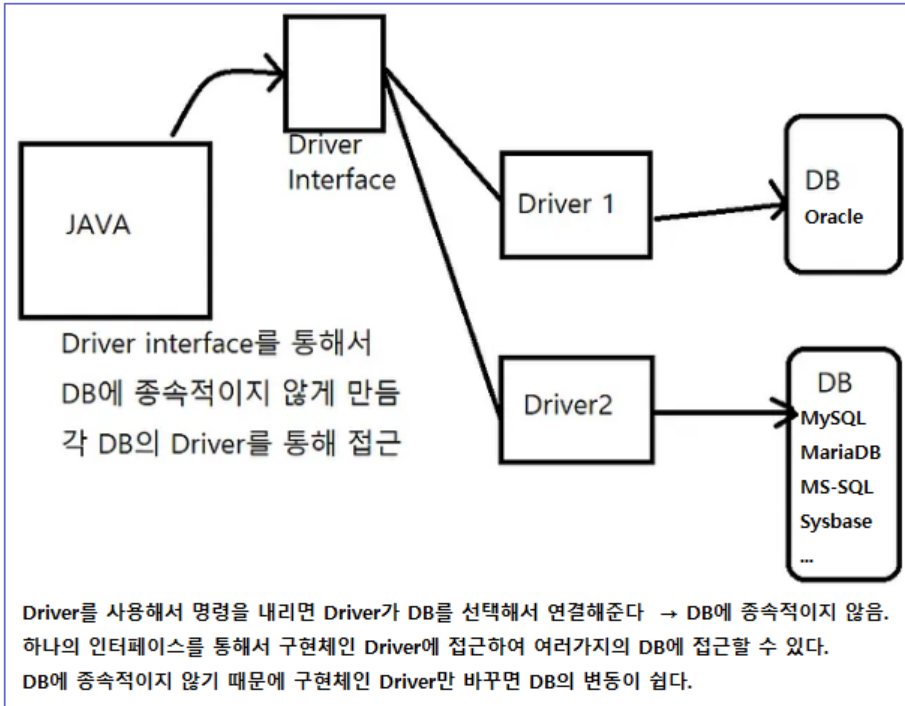 Driver
Interface
JAVA
Driver 1
DB
Oracle
Driver interface를 통해서
DB에 종속적이지 않게 만듬
각 DB의 Driver를 통해 접근
Driver2
DB
MySQL
MariaDB
MS-SQL
Sysbase
...
Driver를 사용해서 명령을 내리면 Driver가 DB를 선택해서 연결해준다 → DB에 종속적이지 않음.
하나의 인터페이스를 통해서 구현체인 Driver에 접근하여 여러가지의 DB에 접근할 수 있다.
DB에 종속적이지 않기 때문에 구현체인 Driver만 바꾸면 DB의 변동이 쉽다.